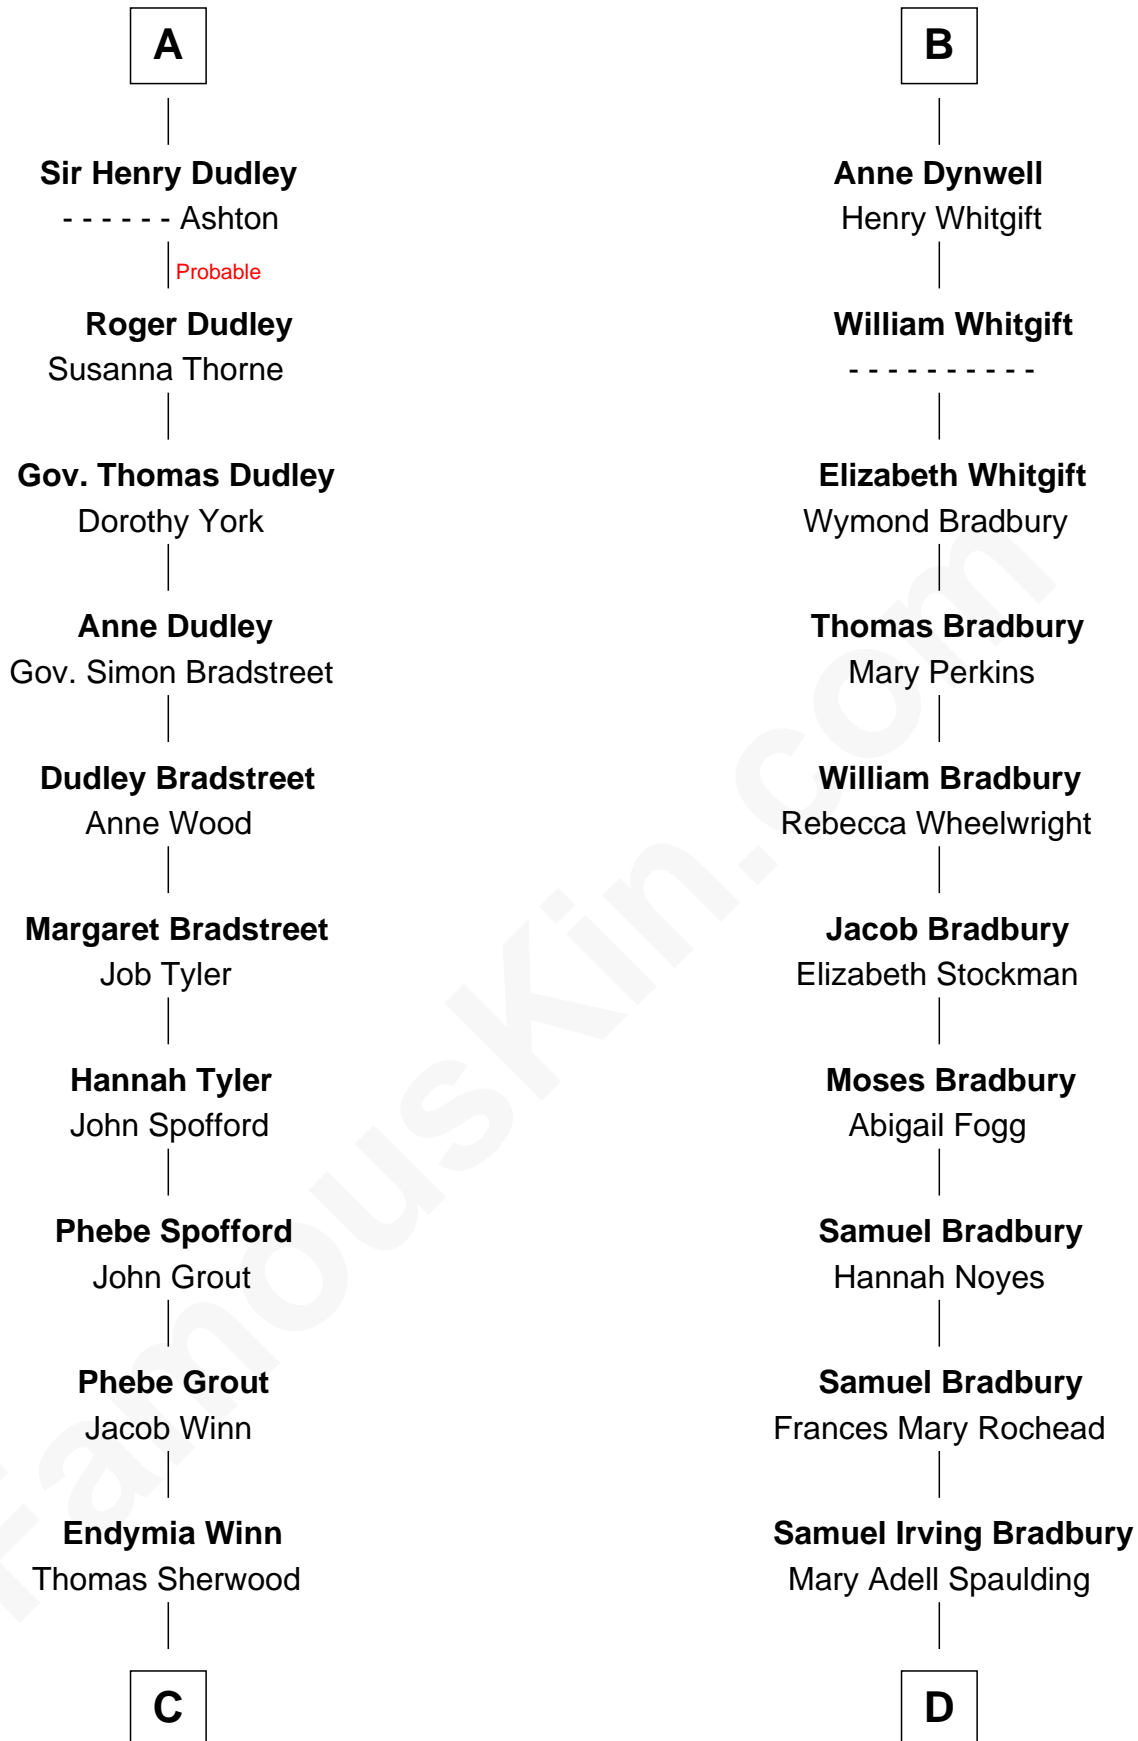 A
Sir Henry Dudley
- - - - - - Ashton
Probable
Roger Dudley
Susanna Thorne
Gov. Thomas Dudley
Dorothy York
Anne Dudley
Gov. Simon Bradstreet
Dudley Bradstreet
Anne Wood
Margaret Bradstreet
Job Tyler
Hannah Tyler
John Spofford
Phebe Spofford
John Grout
Phebe Grout
Jacob Winn
Endymia Winn
Thomas Sherwood
C
B
Anne Dynwell
Henry Whitgift
William Whitgift
- - - - - - - - - -
Elizabeth Whitgift
Wymond Bradbury
Thomas Bradbury
Mary Perkins
William Bradbury
Rebecca Wheelwright
Jacob Bradbury
Elizabeth Stockman
Moses Bradbury
Abigail Fogg
Samuel Bradbury
Hannah Noyes
Samuel Bradbury
Frances Mary Rochead
Samuel Irving Bradbury
Mary Adell Spaulding
D
FamousKin.com